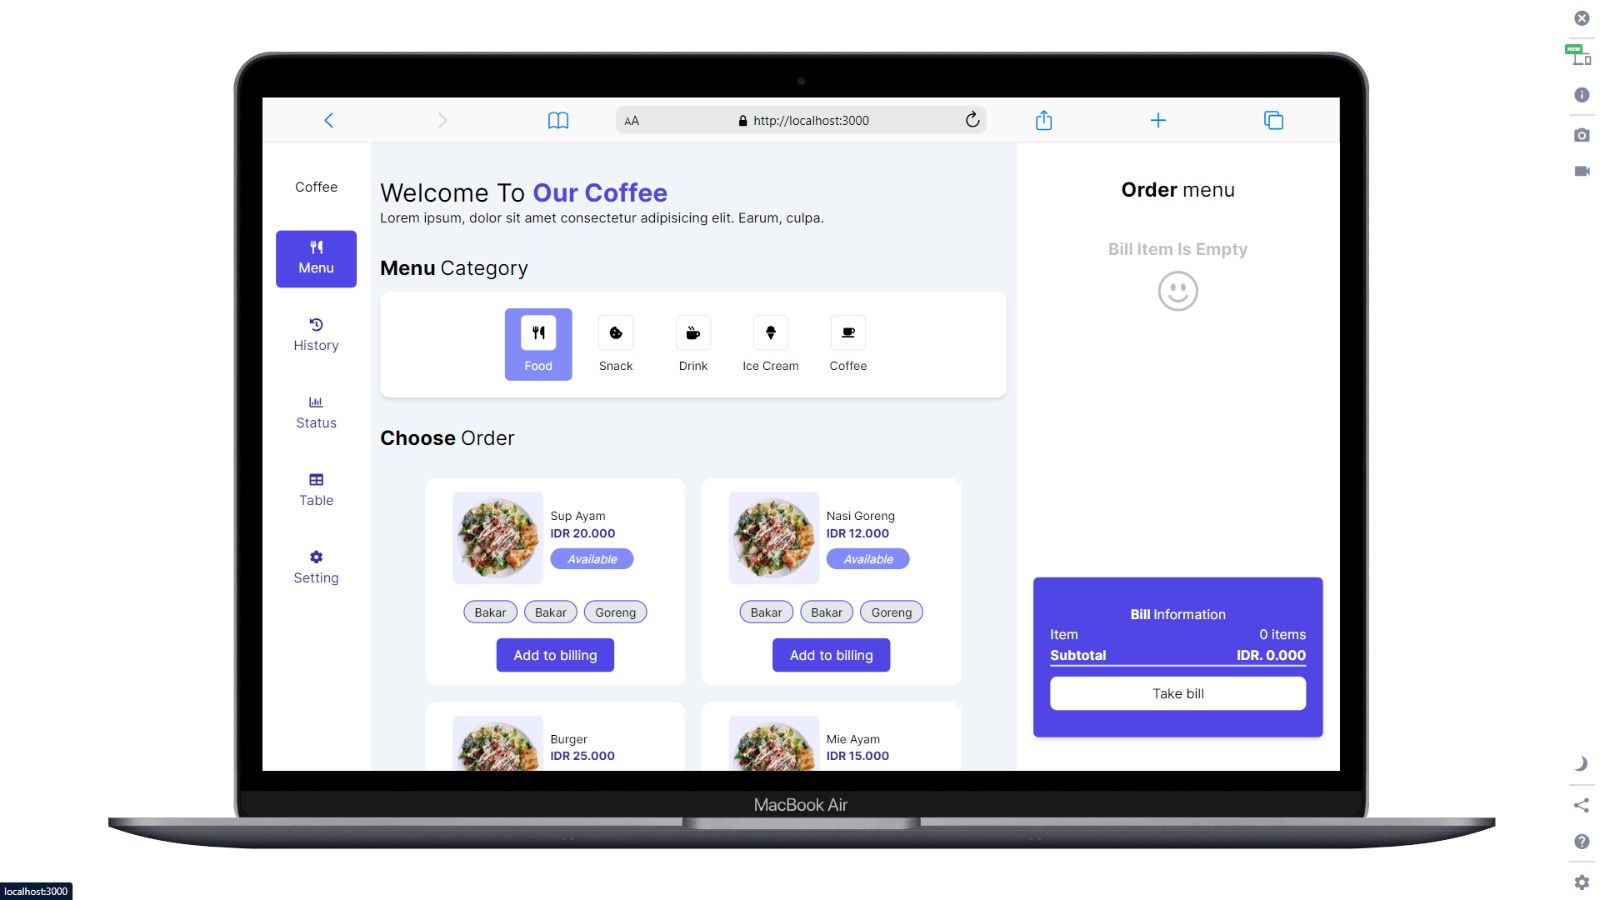 NEW
AA
http://localhost:3000
Coffee
Menu
History
Status
Table
Setting
Welcome To Our Coffee
Lorem ipsum, dolor sit amet consectetur adipisicing elit. Earum, culpa.
Menu Category
Food
Snack
Drink
Ice Cream
Coffee
Choose Order
Sup Ayam
IDR 20.000
Available
Bakar
Bakar
Goreng
Add to billing
Nasi Goreng
IDR 12.000
Available
Bakar
Bakar
Goreng
Add to billing
Burger
IDR 25.000
Mie Ayam
IDR 15.000
Order menu
Bill Item Is Empty
Bill Information
Item 0 items
Subtotal IDR. 0.000
Take bill
MacBook Air
localhost:3000